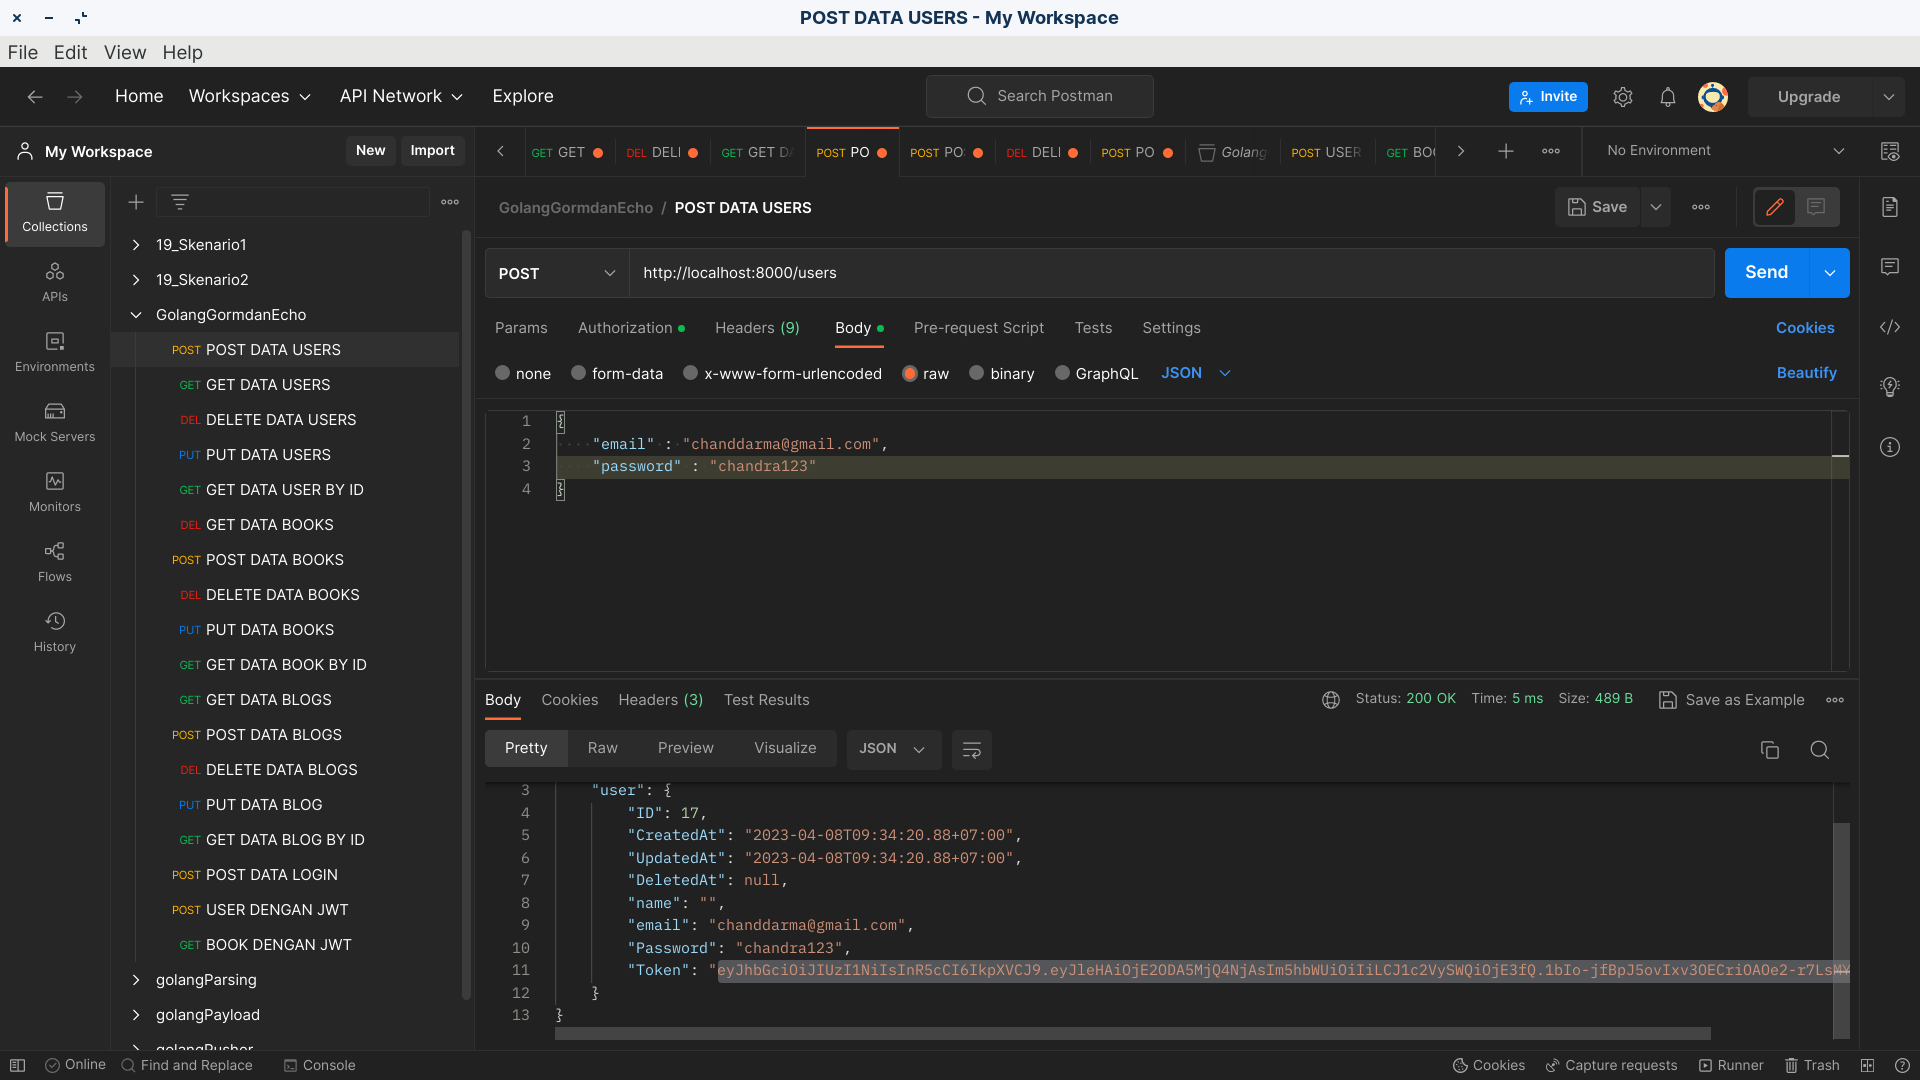 POST DATA USERS - My Workspace
File Edit View Help
Home Workspaces API Network Explore
Search Postman
Invite
Upgrade
My Workspace
New Import
GET GET
DEL DELI
GET GET DA
POST PO
POST PO
DEL DELI
POST PO
Golang
POST USER
GET BO
No Environment
Collections
APIs
Environments
Mock Servers
Monitors
Flows
History
19_Skenario1
19_Skenario2
GolangGormdanEcho
POST POST DATA USERS
GET GET DATA USERS
DEL DELETE DATA USERS
PUT PUT DATA USERS
GET GET DATA USER BY ID
DEL GET DATA BOOKS
POST POST DATA BOOKS
DEL DELETE DATA BOOKS
PUT PUT DATA BOOKS
GET GET DATA BOOK BY ID
GET GET DATA BLOGS
POST POST DATA BLOGS
DEL DELETE DATA BLOGS
PUT PUT DATA BLOG
GET GET DATA BLOG BY ID
POST POST DATA LOGIN
POST USER DENGAN JWT
GET BOOK DENGAN JWT
golangParsing
golangPayload
golangPusher
GolangGormdanEcho / POST DATA USERS
Save
POST http://localhost:8000/users
Send
Params Authorization Headers (9) Body Pre-request Script Tests Settings Cookies
none form-data x-www-form-urlencoded raw binary GraphQL JSON Beautify
1 {
2 "email" : "chanddarma@gmail.com",
3 "password" : "chandra123"
4 }
Body Cookies Headers (3) Test Results
Status: 200 OK Time: 5 ms Size: 489 B Save as Example
Pretty Raw Preview Visualize JSON
3 "user": {
4 "ID": 17,
5 "CreatedAt": "2023-04-08T09:34:20.88+07:00",
6 "UpdatedAt": "2023-04-08T09:34:20.88+07:00",
7 "DeletedAt": null,
8 "name": "",
9 "email": "chanddarma@gmail.com",
10 "Password": "chandra123",
11 "Token": "eyJhbGciOiJIUzI1NiIsInR5cCI6IkpXVCJ9.eyJleHAiOjE2ODA5MjQ4NjAsIm5hbWUiOiIiLCJ1c2VySWQiOjE3fQ.1bIo-jfBpJ5ovIxv3OECriOAOe2-r7LsMY
12 }
13 }
Online Find and Replace Console
Cookies Capture requests Runner Trash